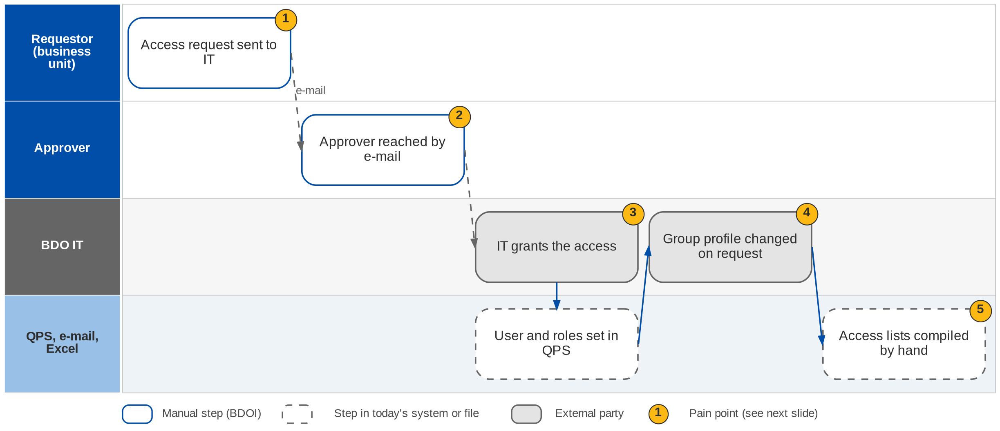 Requestor
(business
unit)
1
Access request sent to
IT
e-mail
Approver
2
Approver reached by
e-mail
BDO IT
3
IT grants the access
4
Group profile changed
on request
QPS, e-mail,
Excel
User and roles set in
QPS
5
Access lists compiled
by hand
Manual step (BDOI)
Step in today's system or file
External party
1
Pain point (see next slide)